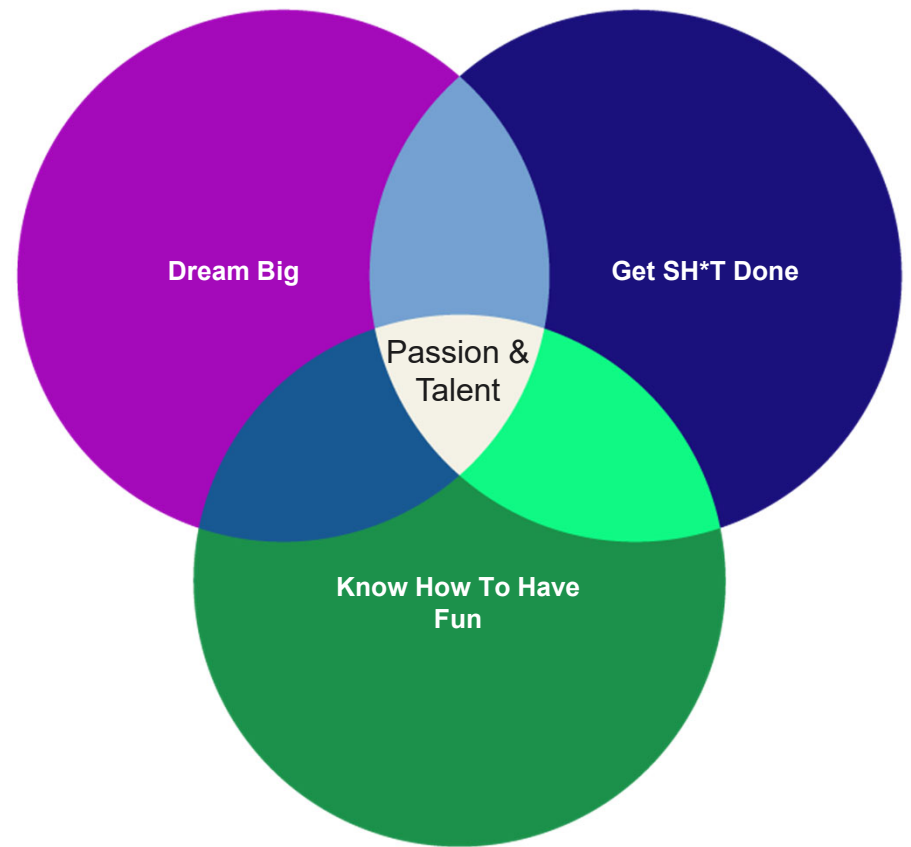 Dream Big
Get SH*T Done
Passion &
Talent
Know How To Have
Fun